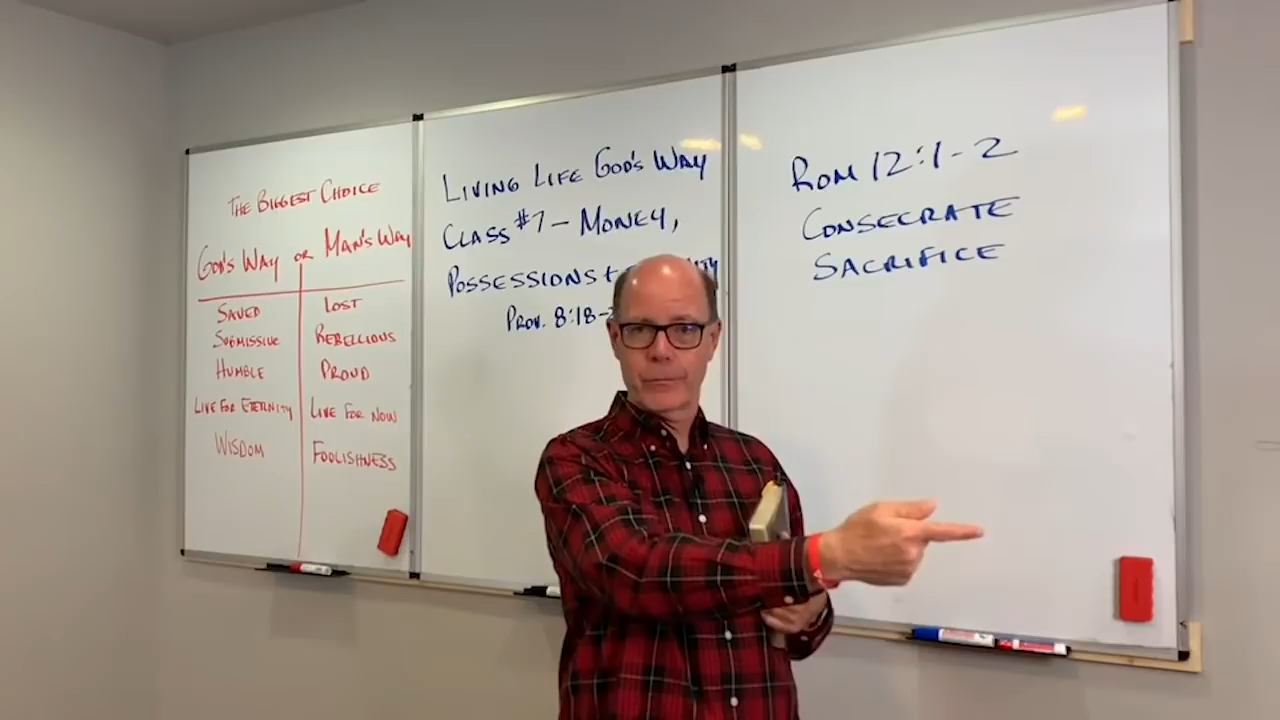 THE BIGGEST CHOICE
GOD'S WAY OR MAN'S WAY
SAVED LOST
SUBMISSIVE REBELLIOUS
HUMBLE PROUD
LIVE FOR ETERNITY LIVE FOR NOW
WISDOM FOOLISHNESS
LIVING LIFE GOD'S WAY
CLASS #7 - MONEY,
POSSESSIONS +
PROV. 8:18-
ROM 12:1-2
CONSECRATE
SACRIFICE